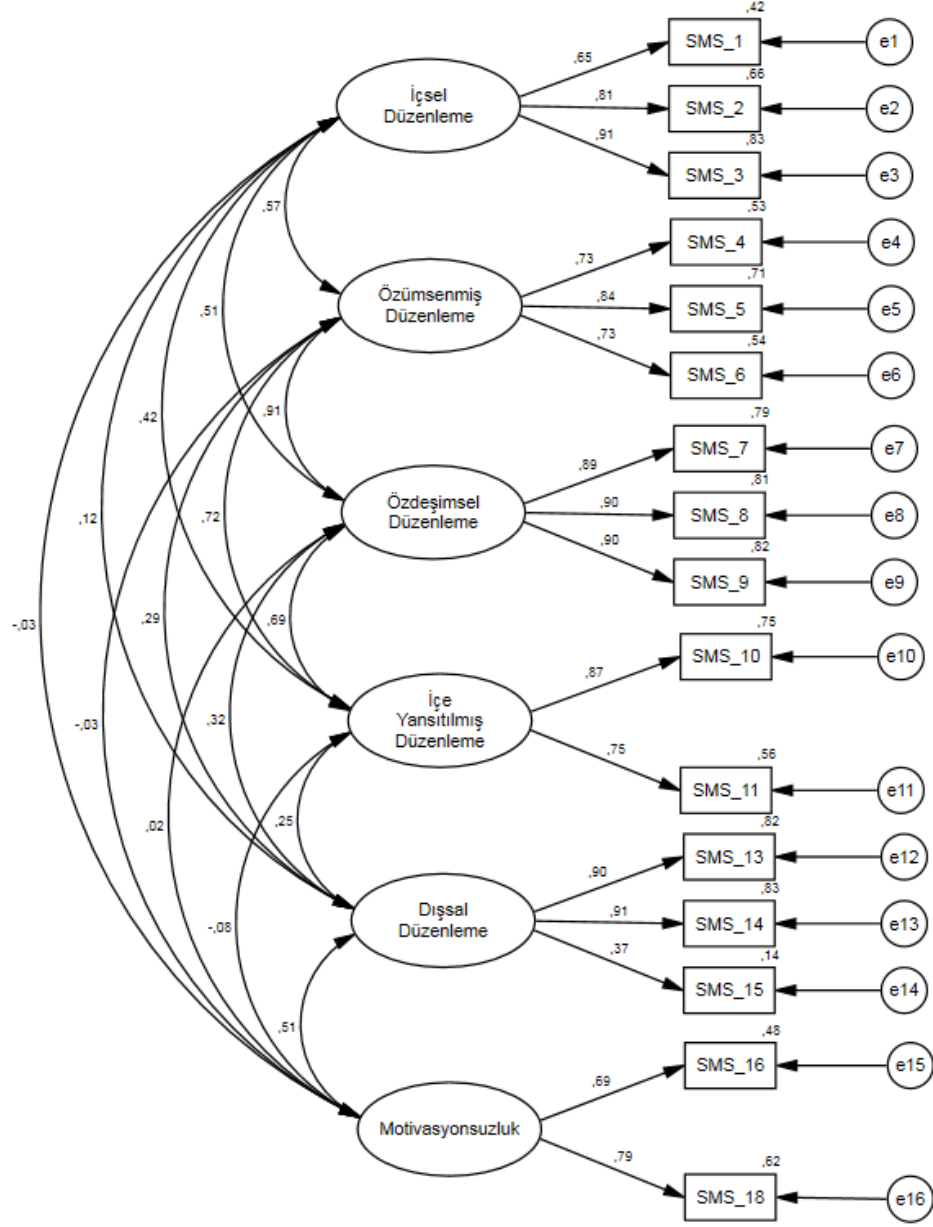 ,42
,65
SMS_1
e1
İçsel
Düzenleme
,66
,81
SMS_2
e2
,83
,91
SMS_3
e3
,57
,53
,73
SMS_4
e4
Özümsenmiş
Düzenleme
,71
,84
SMS_5
e5
,51
,54
,73
SMS_6
e6
,42
,91
,79
,89
SMS_7
e7
Özdeşimsel
Düzenleme
,81
,90
SMS_8
e8
,12
,72
,82
,90
SMS_9
e9
-,03
,29
,69
,75
,87
SMS_10
e10
İçe
Yansıtılmış
Düzenleme
-,03
,32
,56
,75
SMS_11
e11
,02
,25
,82
,90
SMS_13
e12
Dışsal
Düzenleme
,83
,91
SMS_14
e13
-,08
,14
,37
SMS_15
e14
,51
,48
,69
SMS_16
e15
Motivasyonsuzluk
,62
,79
SMS_18
e16